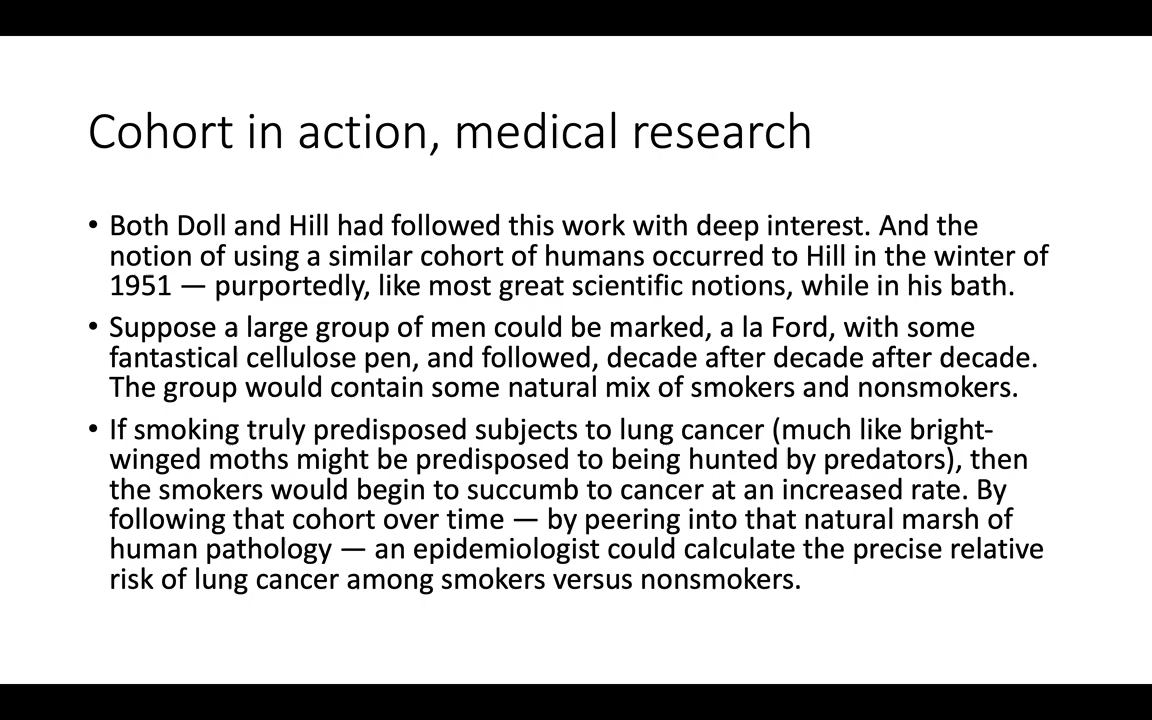 Cohort in action, medical research
• Both Doll and Hill had followed this work with deep interest. And the
notion of using a similar cohort of humans occurred to Hill in the winter of
1951 — purportedly, like most great scientific notions, while in his bath.
• Suppose a large group of men could be marked, a la Ford, with some
fantastical cellulose pen, and followed, decade after decade after decade.
The group would contain some natural mix of smokers and nonsmokers.
• If smoking truly predisposed subjects to lung cancer (much like bright-
winged moths might be predisposed to being hunted by predators), then
the smokers would begin to succumb to cancer at an increased rate. By
following that cohort over time — by peering into that natural marsh of
human pathology — an epidemiologist could calculate the precise relative
risk of lung cancer among smokers versus nonsmokers.